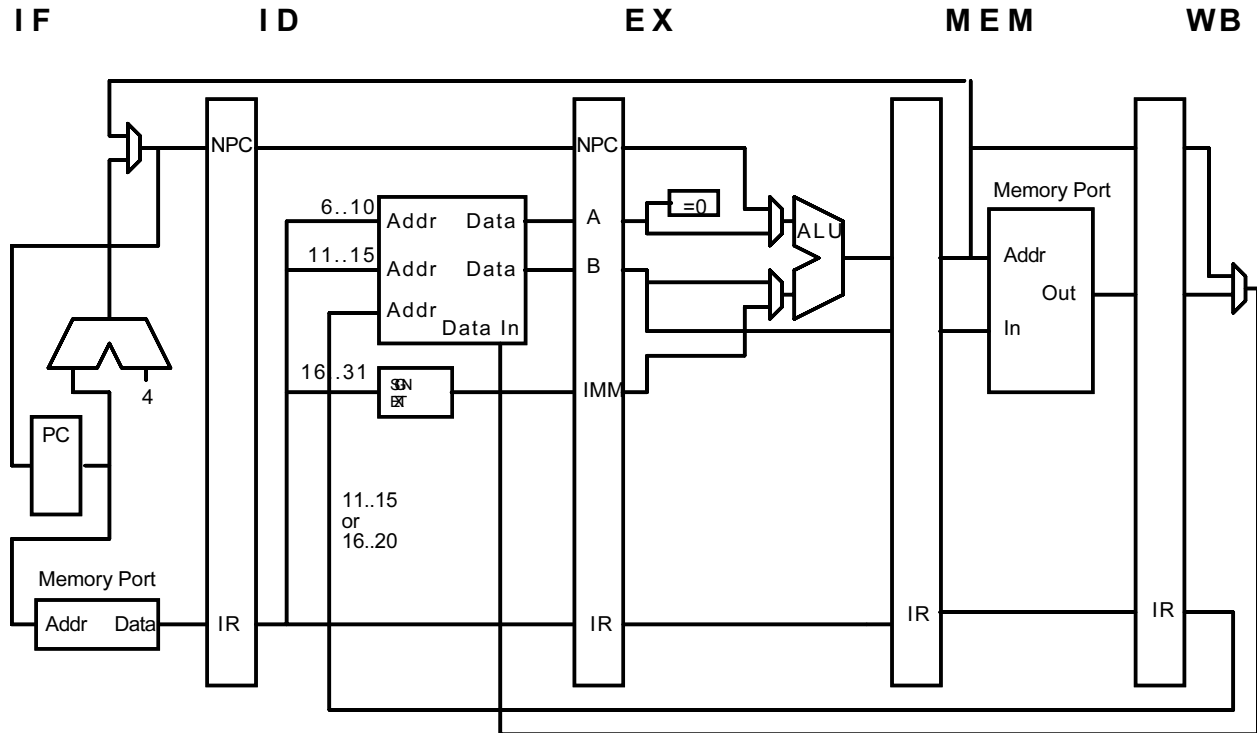 IF ID EX MEM WB
NPC
NPC
Memory Port
6..10
Addr Data
A
=0
ALU
11..15
Addr Data
B
Addr
Out
Addr
Data In
In
16..31
SIGN
EXT
IMM
4
PC
11..15
or
16..20
Memory Port
Addr Data
IR
IR
IR
IR